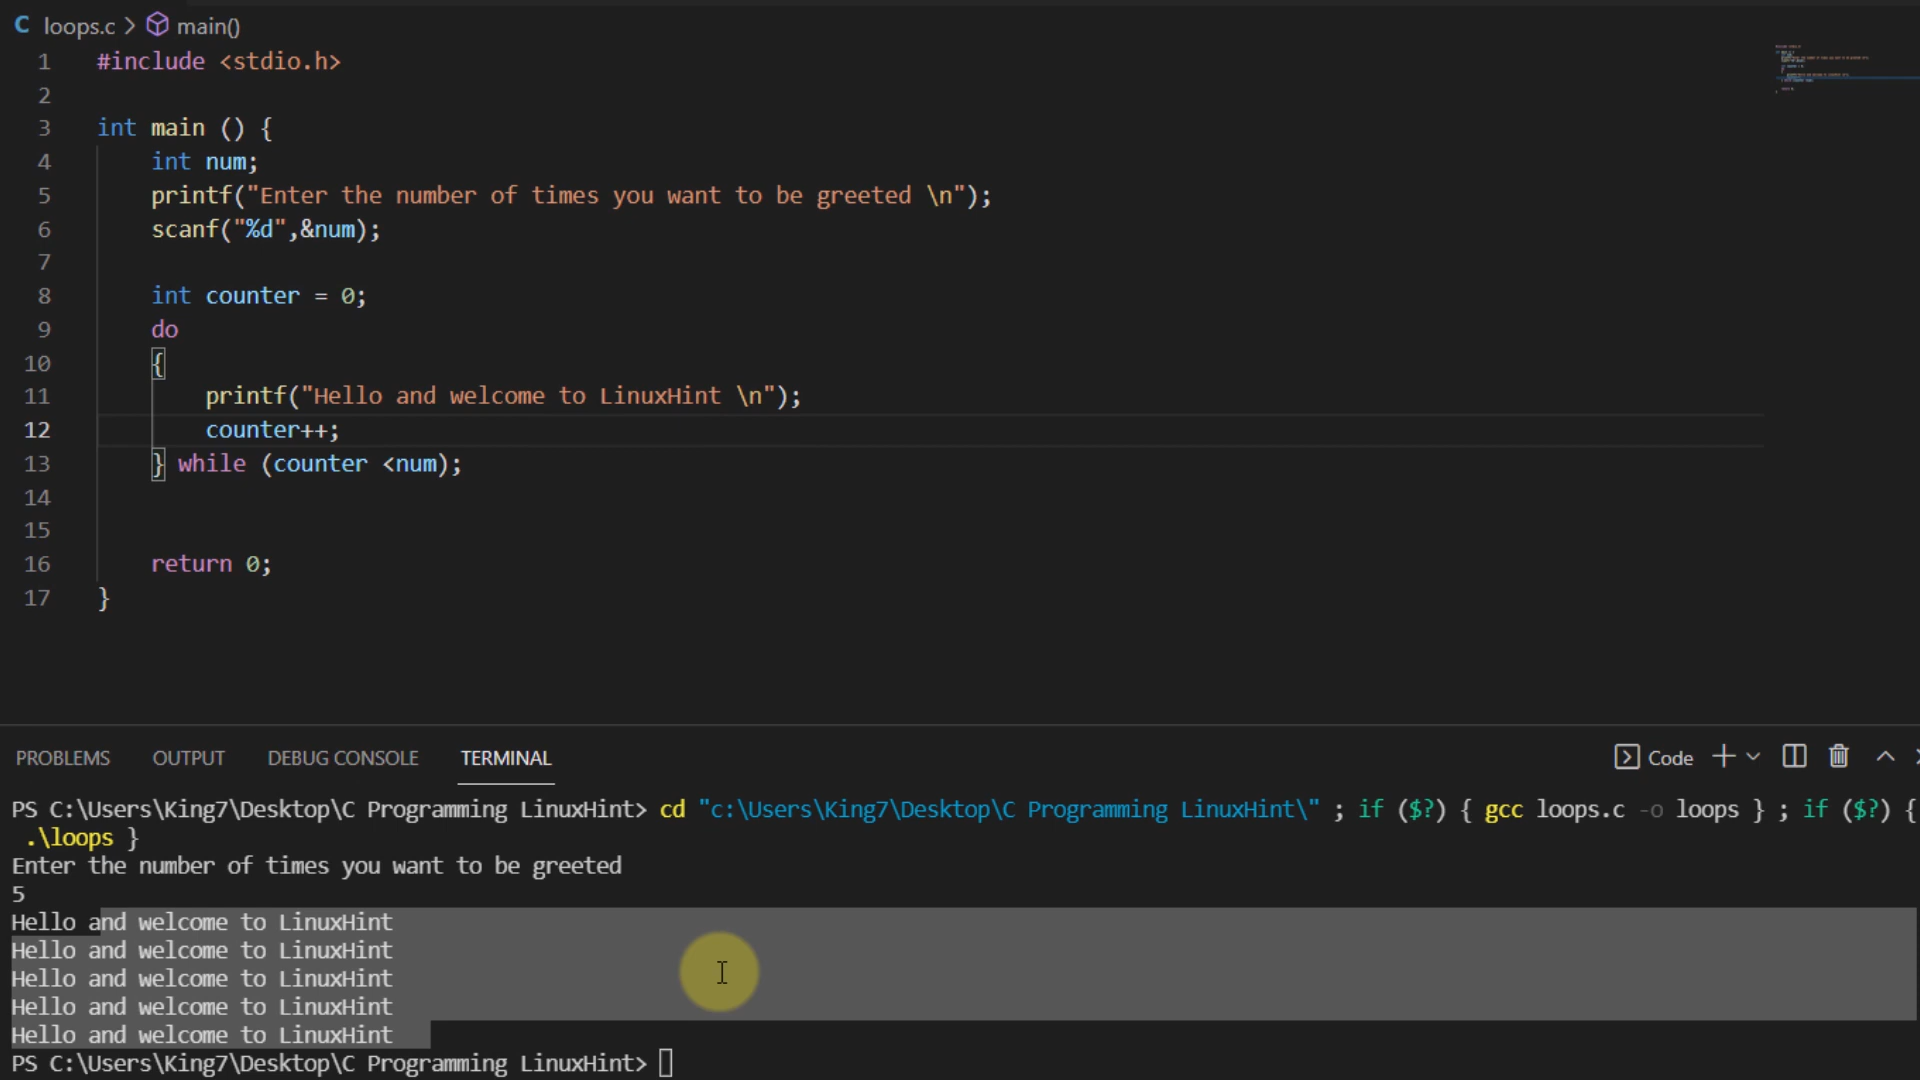 C loops.c > main()
1 #include <stdio.h>
2
3 int main () {
4 int num;
5 printf("Enter the number of times you want to be greeted \n");
6 scanf("%d",&num);
7
8 int counter = 0;
9 do
10 {
11 printf("Hello and welcome to LinuxHint \n");
12 counter++;
13 } while (counter <num);
14
15
16 return 0;
17 }
PROBLEMS OUTPUT DEBUG CONSOLE TERMINAL Code
PS C:\Users\King7\Desktop\C Programming LinuxHint> cd "c:\Users\King7\Desktop\C Programming LinuxHint\" ; if ($?) { gcc loops.c -o loops } ; if ($?) {
.\loops }
Enter the number of times you want to be greeted
5
Hello and welcome to LinuxHint
Hello and welcome to LinuxHint
Hello and welcome to LinuxHint
Hello and welcome to LinuxHint
Hello and welcome to LinuxHint
PS C:\Users\King7\Desktop\C Programming LinuxHint>